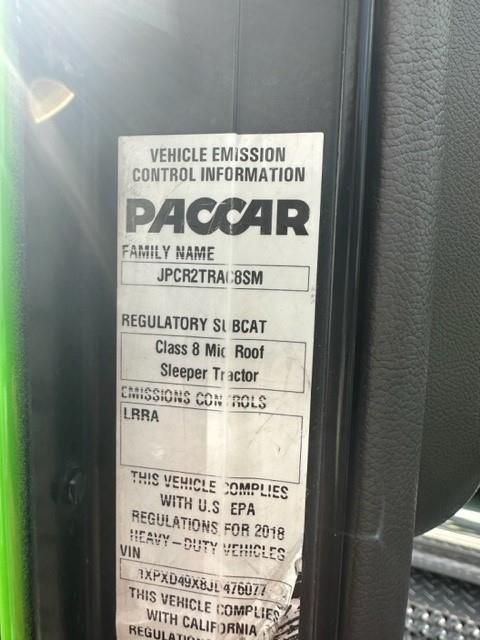 VEHICLE EMISSION
CONTROL INFORMATION
PACCAR
FAMILY NAME
JPCR2TRAC8SM
REGULATORY SUBCAT
Class 8 Mid Roof
Sleeper Tractor
EMISSIONS CONTROLS
LRRA
THIS VEHICLE COMPLIES
WITH U.S. EPA
REGULATIONS FOR 2018
HEAVY-DUTY VEHICLES
VIN
1XPXD49X8JD476077
THIS VEHICLE COMPLIES
WITH CALIFORNIA
REGULATIONS